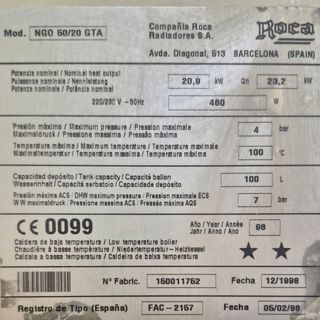 Mod. NGO 50/20 GTA
Compañia Roca
Radiadores S.A.
Avda. Diagonal, 513 BARCELONA (SPAIN)
Roca
Potencia nominal / Nominal heat output
Puissance nominale / Nennleistung
20,9 kW Qn 23,2 kW
220/230 V ~ 50Hz 460 W
Presión máxima / Maximum pressure / Pression maximale
Maximaldruck / Pressione massima / Pressão máxima
4 bar
Temperatura máxima / Maximum temperature / Température maximale
Maximaltemperatur / Temperatura massima / Temperatura máxima
100 °C
Capacidad depósito / Tank capacity / Capacité ballon
Wasserinhalt / Capacità serbatoio / Capacidade depósito
100 L
Presión máxima ACS / DHW maximum pressure / Pression maximale ECS
WW maximaldruck / Pressione massima ACS / Pressão máxima AQS
7 bar
CE 0099
Año / Year / Année
Jahr / Anno / Ano
98
Caldera de baja temperatura / Low temperature boiler
Chaudière à basse température / Niedertemperatur-Heizkessel
Caldaia a bassa temperatura / Caldeira de baixa temperatura
★ ★
Nº Fabric. 150011752 Fecha 12/1998
Registro de Tipo (España) FAC-2157 Fecha 05/02/96